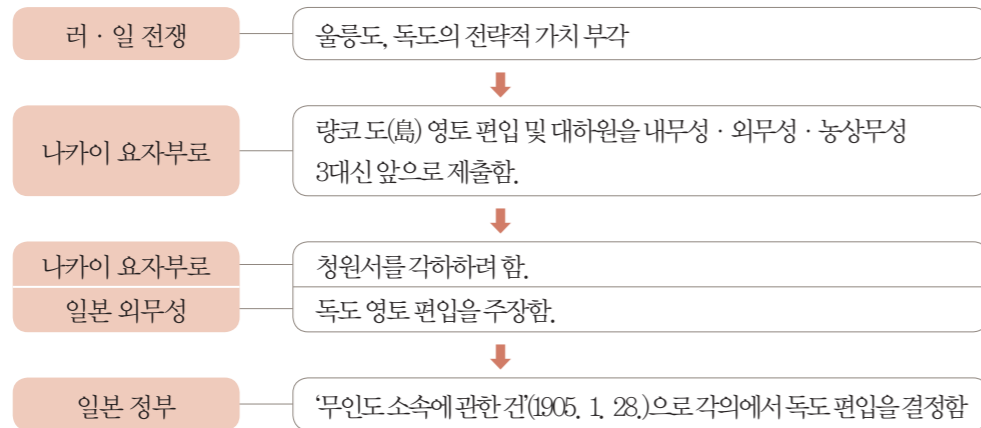 러 · 일 전쟁
울릉도, 독도의 전략적 가치 부각
나카이 요자부로
량코 도(島) 영토 편입 및 대하원을 내무성 · 외무성 · 농상무성
3대신 앞으로 제출함.
나카이 요자부로
청원서를 각하하려 함.
일본 외무성
독도 영토 편입을 주장함.
일본 정부
‘무인도 소속에 관한 건’(1905. 1. 28.)으로 각의에서 독도 편입을 결정함